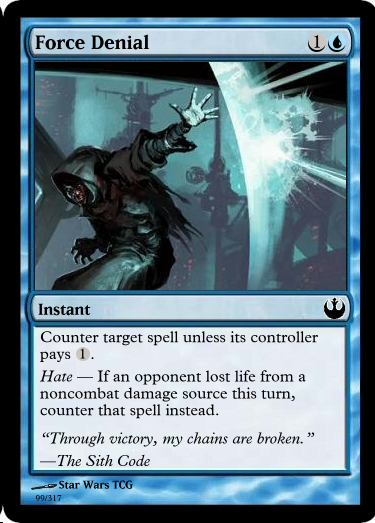 Force Denial 1
Instant
Counter target spell unless its controller
pays 1.
Hate — If an opponent lost life from a
noncombat damage source this turn,
counter that spell instead.
“Through victory, my chains are broken.”
—The Sith Code
Star Wars TCG
99/317